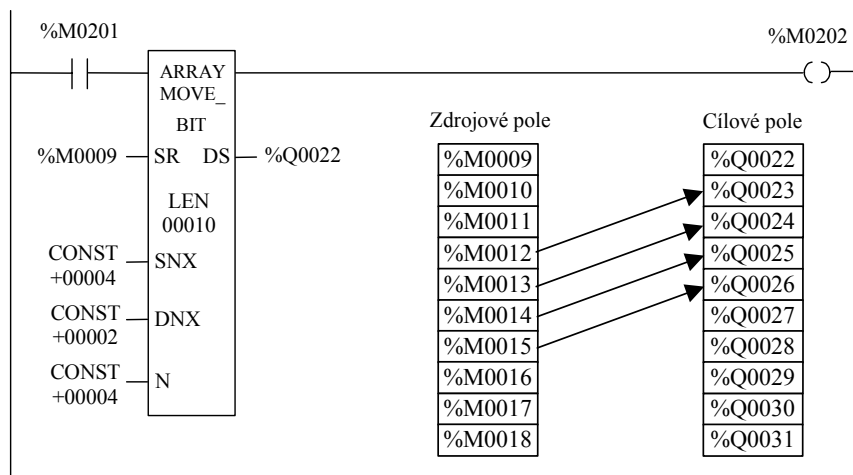 %M0201
%M0202
ARRAY
MOVE_
BIT
%M0009 SR DS %Q0022
LEN
00010
CONST
+00004 SNX
CONST
+00002 DNX
CONST
+00004 N
Zdrojové pole
%M0009
%M0010
%M0011
%M0012
%M0013
%M0014
%M0015
%M0016
%M0017
%M0018
Cílové pole
%Q0022
%Q0023
%Q0024
%Q0025
%Q0026
%Q0027
%Q0028
%Q0029
%Q0030
%Q0031